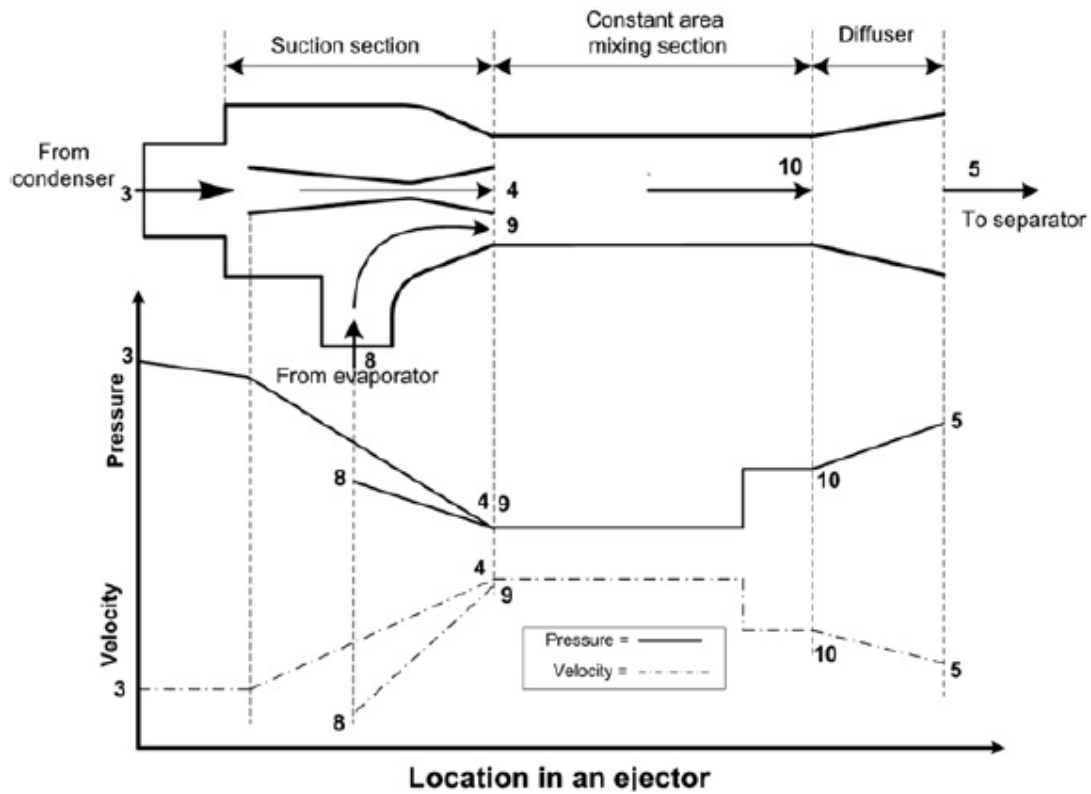 Suction section
Constant area
mixing section
Diffuser
From
condenser
3
4
9
10
5
To separator
8
From evaporator
3
Pressure
8
4 9
10
5
Velocity
3
8
4
9
10
5
Pressure =
Velocity =
Location in an ejector